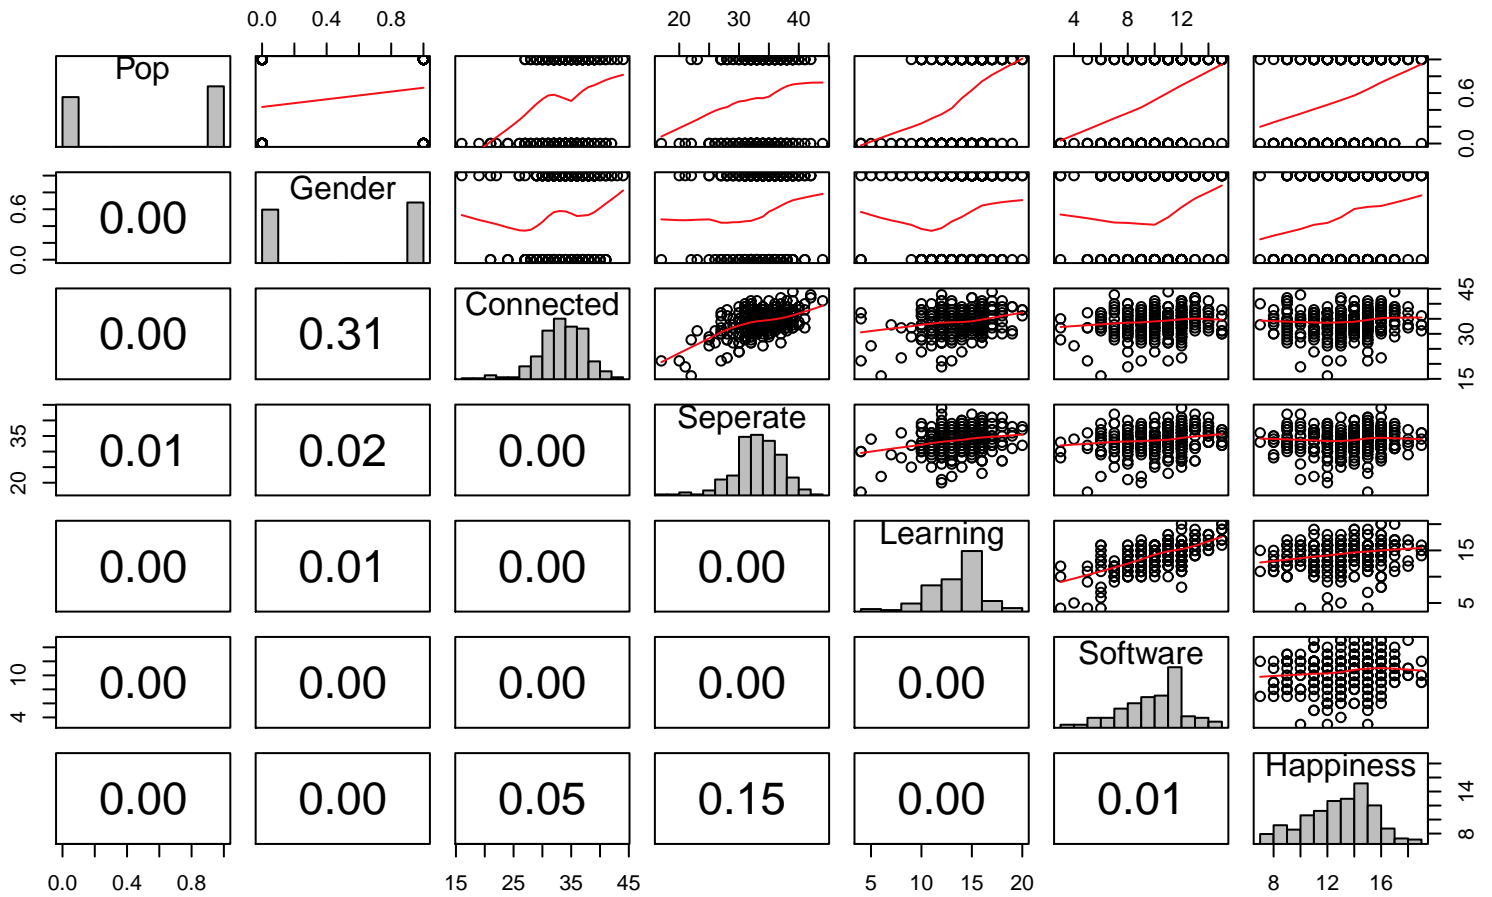 0.0 0.4 0.8 20 30 40 4 8 12
Pop
0.0 0.6
0.00 Gender
0.0 0.6
0.00 0.31 Connected
15 30 45
0.01 0.02 0.00 Seperate
20 35
0.00 0.01 0.00 0.00 Learning
5 15
0.00 0.00 0.00 0.00 0.00 Software
4 10
0.00 0.00 0.05 0.15 0.00 0.01 Happiness
8 14
0.0 0.4 0.8 15 25 35 45 5 10 15 20 8 12 16